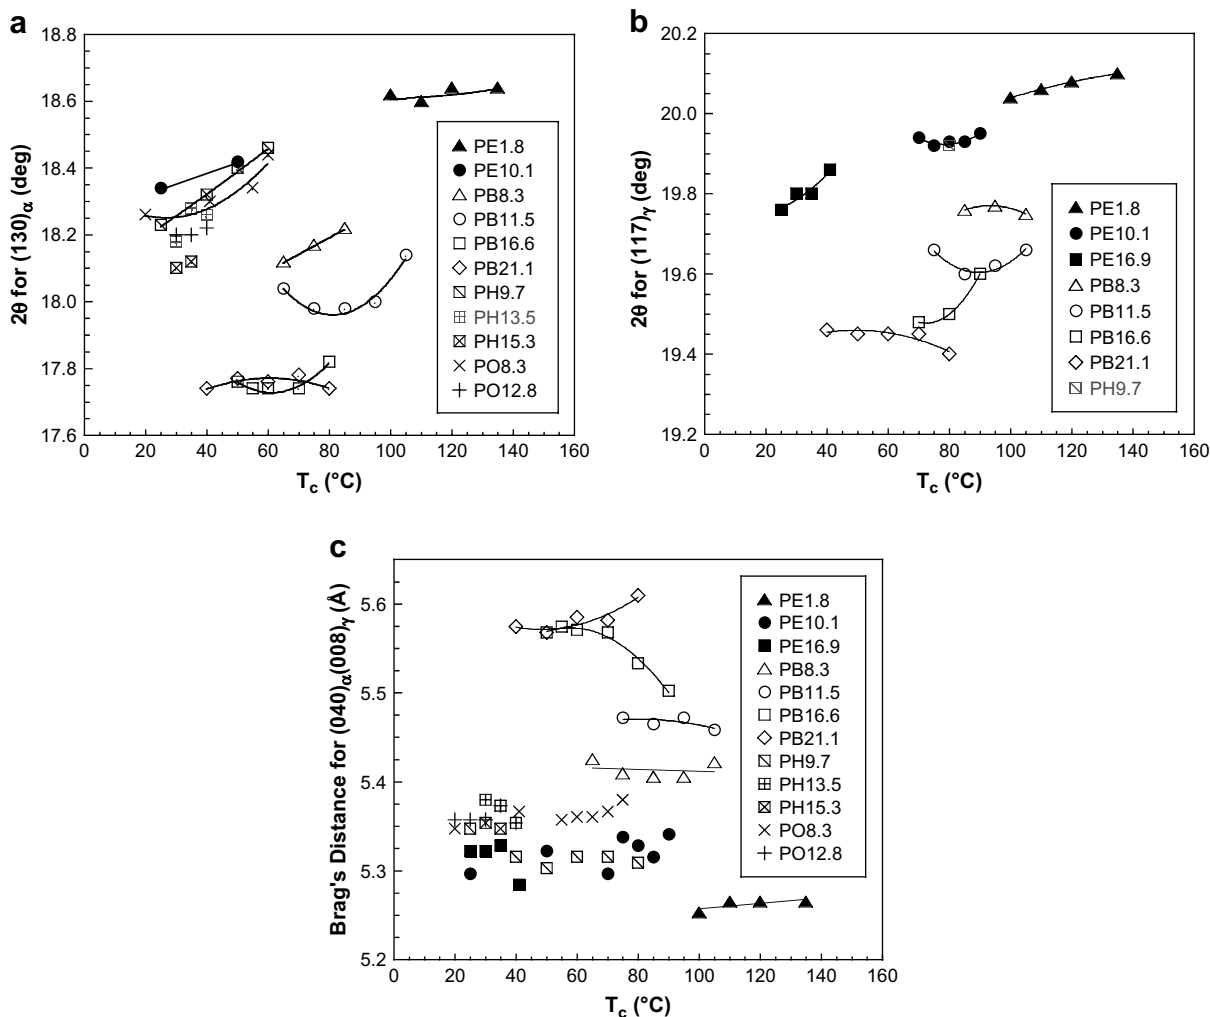 a
18.8
18.6
18.4
18.2
18.0
17.8
17.6
2θ for (130)α (deg)
PE1.8
PE10.1
PB8.3
PB11.5
PB16.6
PB21.1
PH9.7
PH13.5
PH15.3
PO8.3
PO12.8
0 20 40 60 80 100 120 140 160
Tc (°C)
b
20.2
20.0
19.8
19.6
19.4
19.2
2θ for (117)γ (deg)
PE1.8
PE10.1
PE16.9
PB8.3
PB11.5
PB16.6
PB21.1
PH9.7
0 20 40 60 80 100 120 140 160
Tc (°C)
c
5.6
5.5
5.4
5.3
5.2
Brag's Distance for (040)α(008)γ (Å)
PE1.8
PE10.1
PE16.9
PB8.3
PB11.5
PB16.6
PB21.1
PH9.7
PH13.5
PH15.3
PO8.3
PO12.8
0 20 40 60 80 100 120 140 160
Tc (°C)